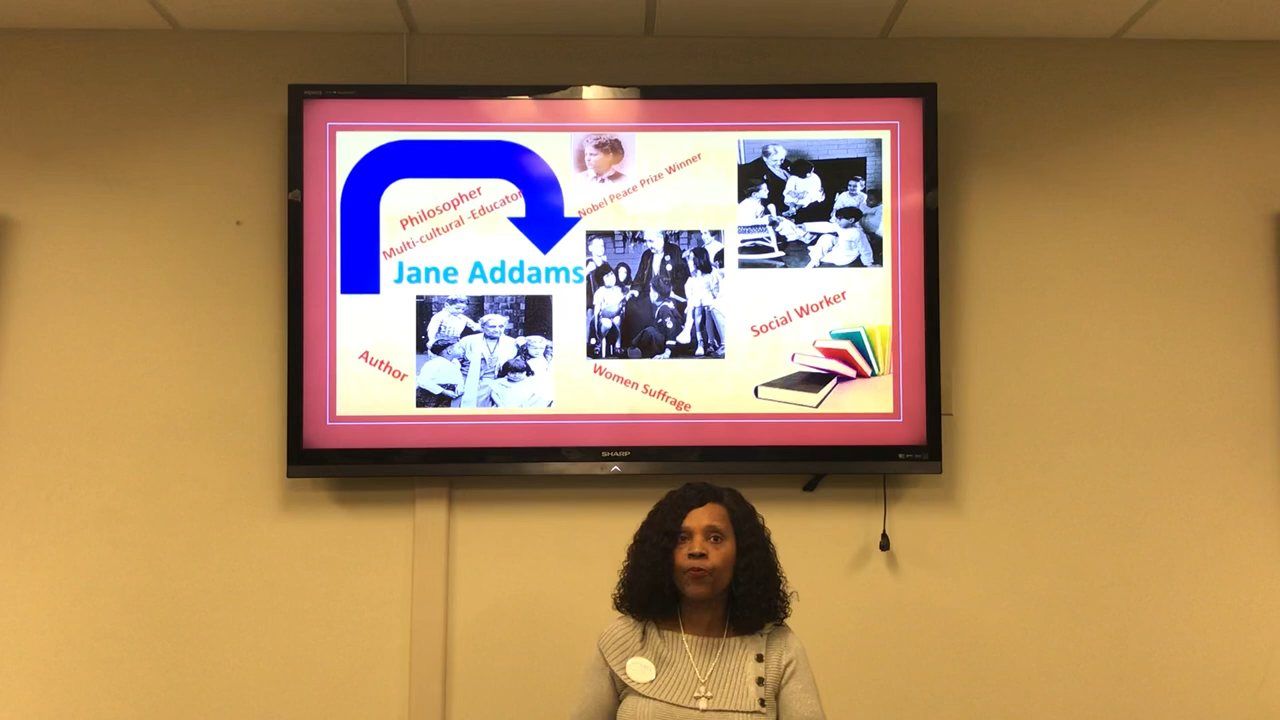 Philosopher
Multi-cultural -Educator
Nobel Peace Prize Winner
Jane Addams
Social Worker
Author
Women Suffrage
SHARP